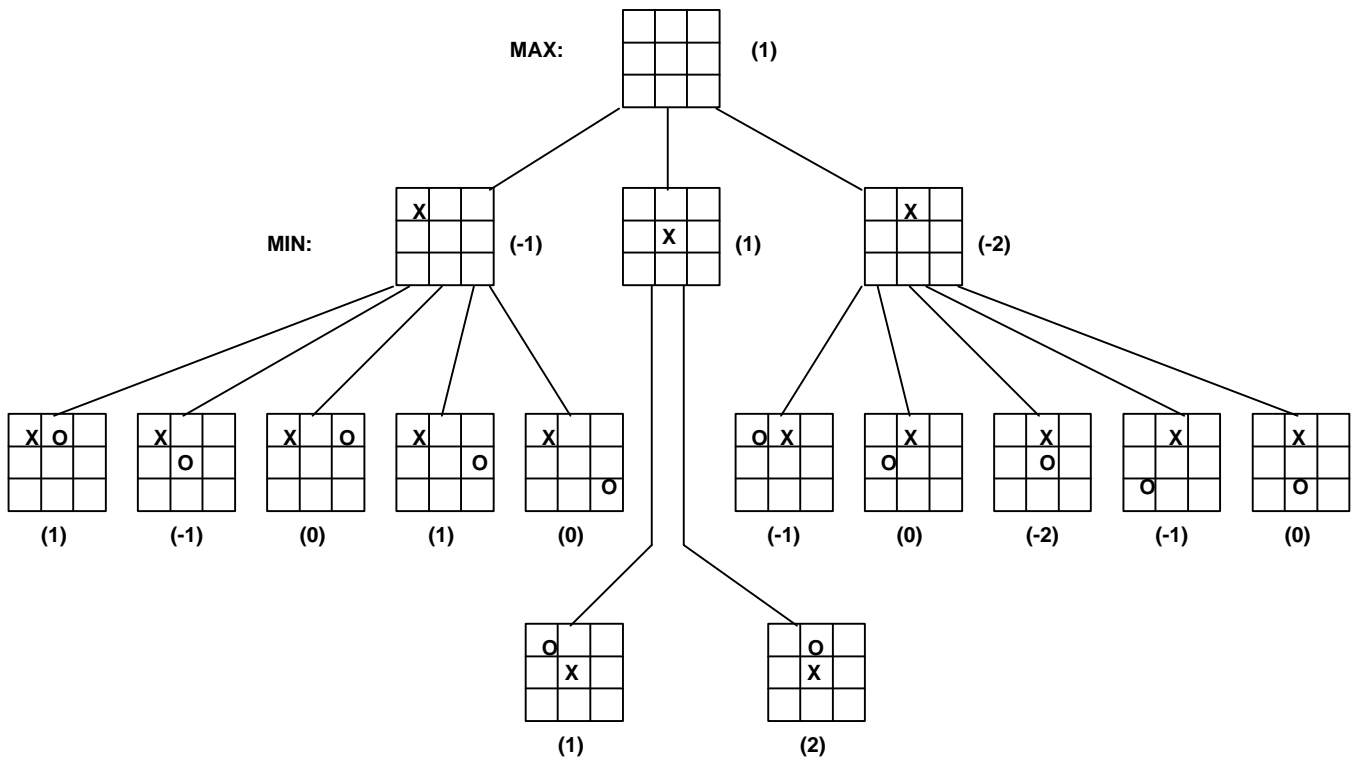 MAX: (1)
X X X
MIN: (-1) (1) (-2)
X O X X O X X O X X X X
O O O O
O O O
(1) (-1) (0) (1) (0) (-1) (0) (-2) (-1) (0)
O O
X X
(1) (2)